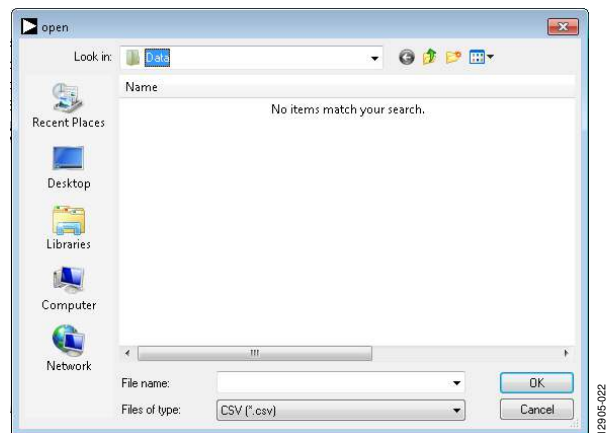 open
Look in:
Data
Name
No items match your search.
Recent Places
Desktop
Libraries
Computer
Network
File name:
OK
Files of type:
CSV (*.csv)
Cancel
12905-022